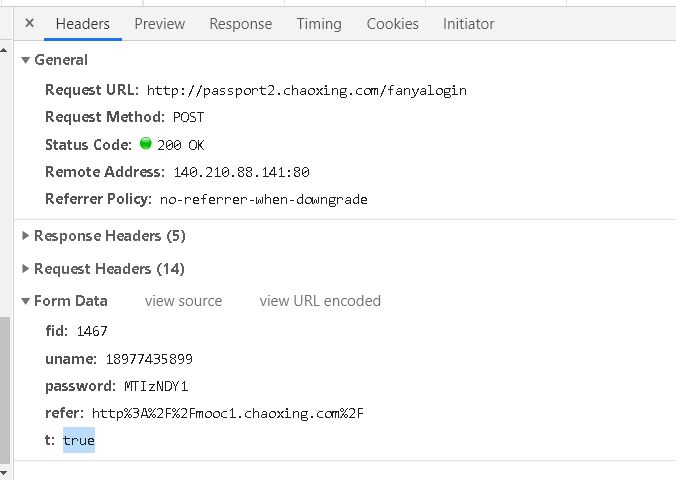 × Headers Preview Response Timing Cookies Initiator
▼ General
Request URL: http://passport2.chaoxing.com/fanyalogin
Request Method: POST
Status Code: 200 OK
Remote Address: 140.210.88.141:80
Referrer Policy: no-referrer-when-downgrade
▶ Response Headers (5)
▶ Request Headers (14)
▼ Form Data view source view URL encoded
fid: 1467
uname: 18977435899
password: MTIzNDY1
refer: http%3A%2F%2Fmooc1.chaoxing.com%2F
t: true